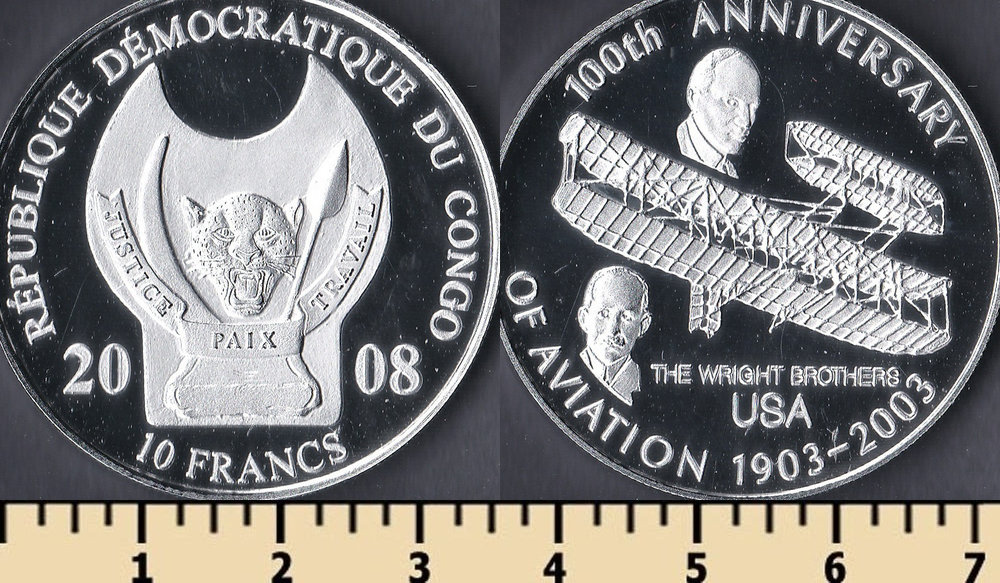 RÉPUBLIQUE DÉMOCRATIQUE DU CONGO
JUSTICE
TRAVAIL
PAIX
20 08
10 FRANCS
100th ANNIVERSARY
OF AVIATION 1903-2003
THE WRIGHT BROTHERS
USA
1 2 3 4 5 6 7